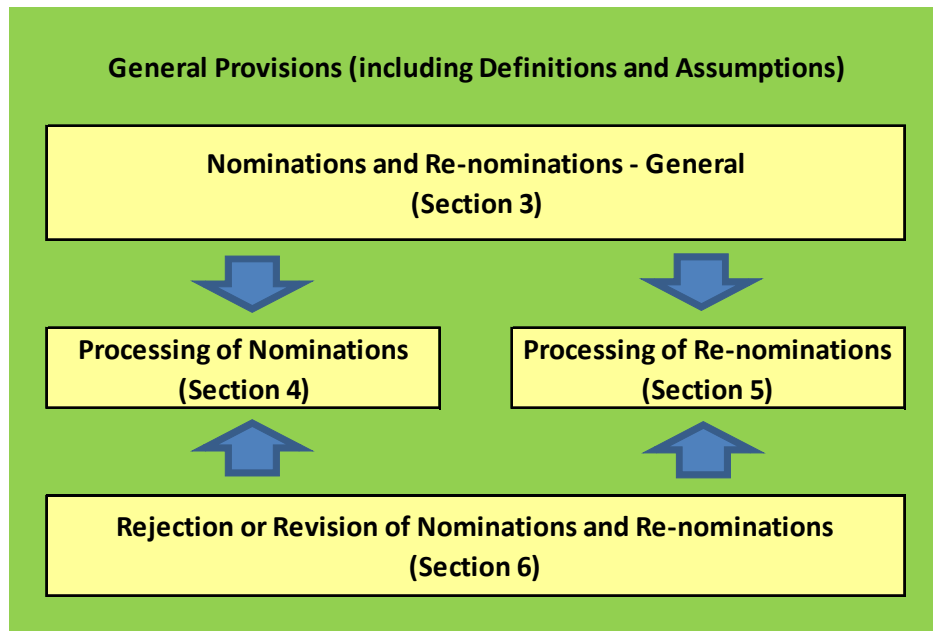 General Provisions (including Definitions and Assumptions)
Nominations and Re-nominations - General
(Section 3)
Processing of Nominations
(Section 4)
Processing of Re-nominations
(Section 5)
Rejection or Revision of Nominations and Re-nominations
(Section 6)